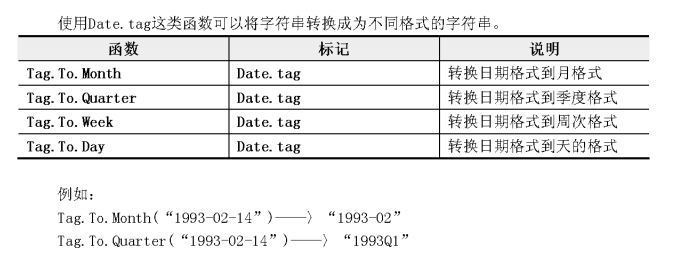 使用Date.tag这类函数可以将字符串转换成为不同格式的字符串。
函数 标记 说明
Tag.To.Month Date.tag 转换日期格式到月格式
Tag.To.Quarter Date.tag 转换日期格式到季度格式
Tag.To.Week Date.tag 转换日期格式到周次格式
Tag.To.Day Date.tag 转换日期格式到天的格式
例如：
Tag.To.Month(“1993-02-14”)——〉“1993-02”
Tag.To.Quarter(“1993-02-14”)——〉“1993Q1”